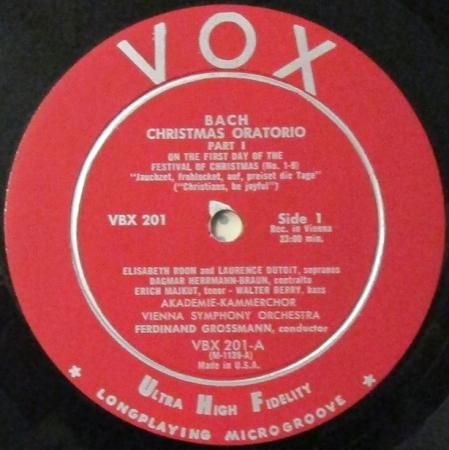 VOX
BACH
CHRISTMAS ORATORIO
PART I
ON THE FIRST DAY OF THE
FESTIVAL OF CHRISTMAS (No. 1-9)
"Jauchzet, frohlocket, auf, preiset die Tage"
("Christians, be joyful")
VBX 201
Side 1
Rec. in Vienna
33:00 min.
ELISABETH ROON and LAURENCE DUTOIT, sopranos
DAGMAR HERRMANN-BRAUN, contralto
ERICH MAJKUT, tenor - WALTER BERRY, bass
AKADEMIE-KAMMERCHOR
VIENNA SYMPHONY ORCHESTRA
FERDINAND GROSSMANN, conductor
VBX 201-A
(M-1139-A)
Made in U.S.A.
ULTRA HIGH FIDELITY
* LONGPLAYING MICROGROOVE *